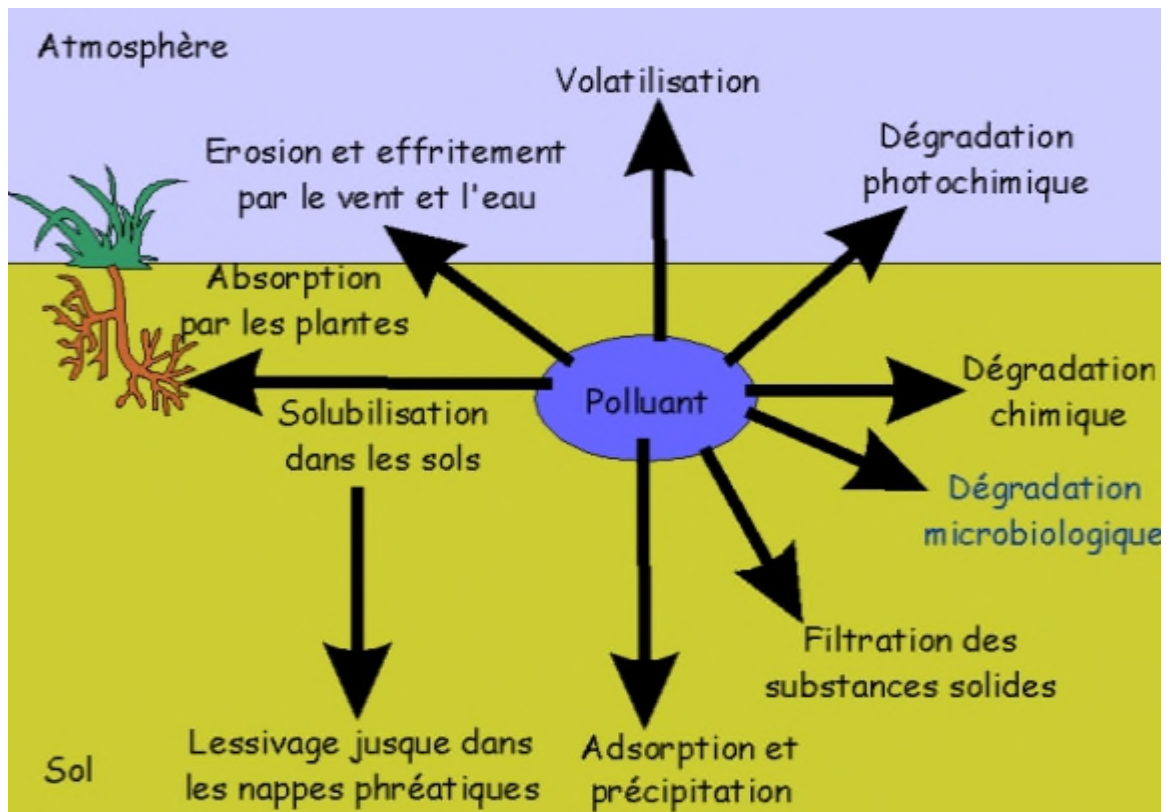 Atmosphère
Volatilisation
Erosion et effritement
par le vent et l'eau
Dégradation
photochimique
Absorption
par les plantes
Solubilisation
dans les sols
Polluant
Dégradation
chimique
Dégradation
microbiologique
Filtration des
substances solides
Lessivage jusque dans
les nappes phréatiques
Adsorption et
précipitation
Sol